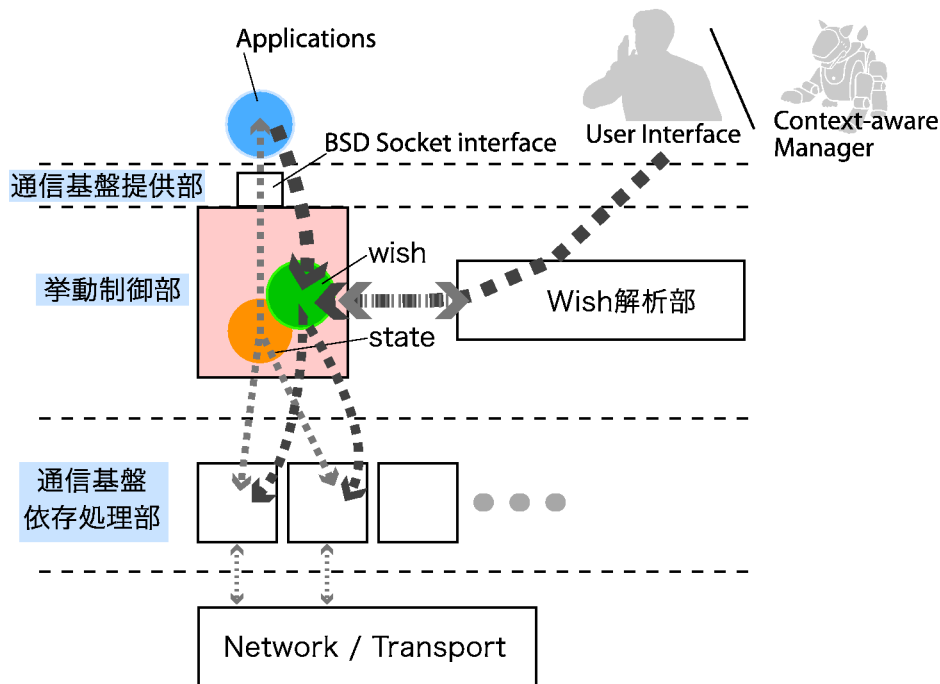 Applications
BSD Socket interface
User Interface
Context-aware
Manager
通信基盤提供部
挙動制御部
wish
Wish解析部
state
通信基盤
依存処理部
Network / Transport